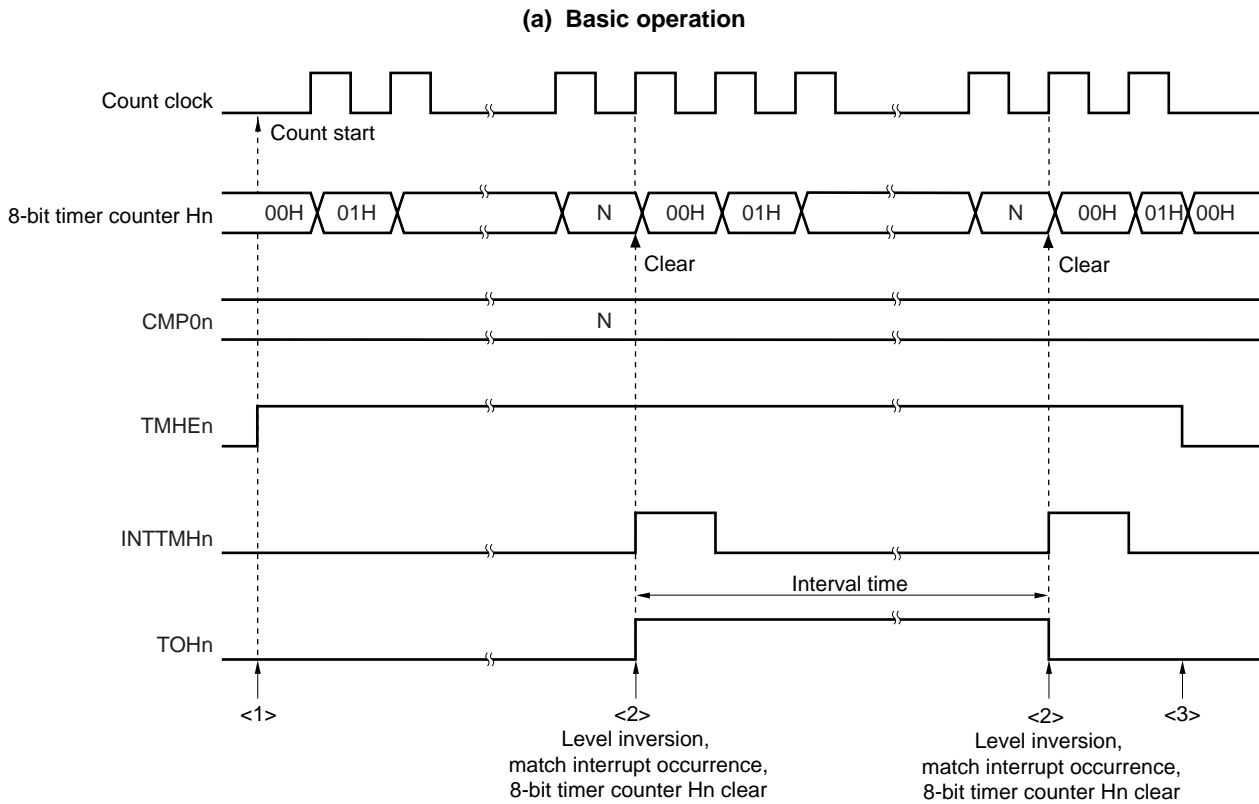 (a) Basic operation
Count clock
Count start
8-bit timer counter Hn
00H 01H N 00H 01H N 00H 01H 00H
Clear Clear
CMP0n
N
TMHEn
INTTMHn
Interval time
TOHn
<1> <2> <2> <3>
Level inversion,
match interrupt occurrence,
8-bit timer counter Hn clear
Level inversion,
match interrupt occurrence,
8-bit timer counter Hn clear